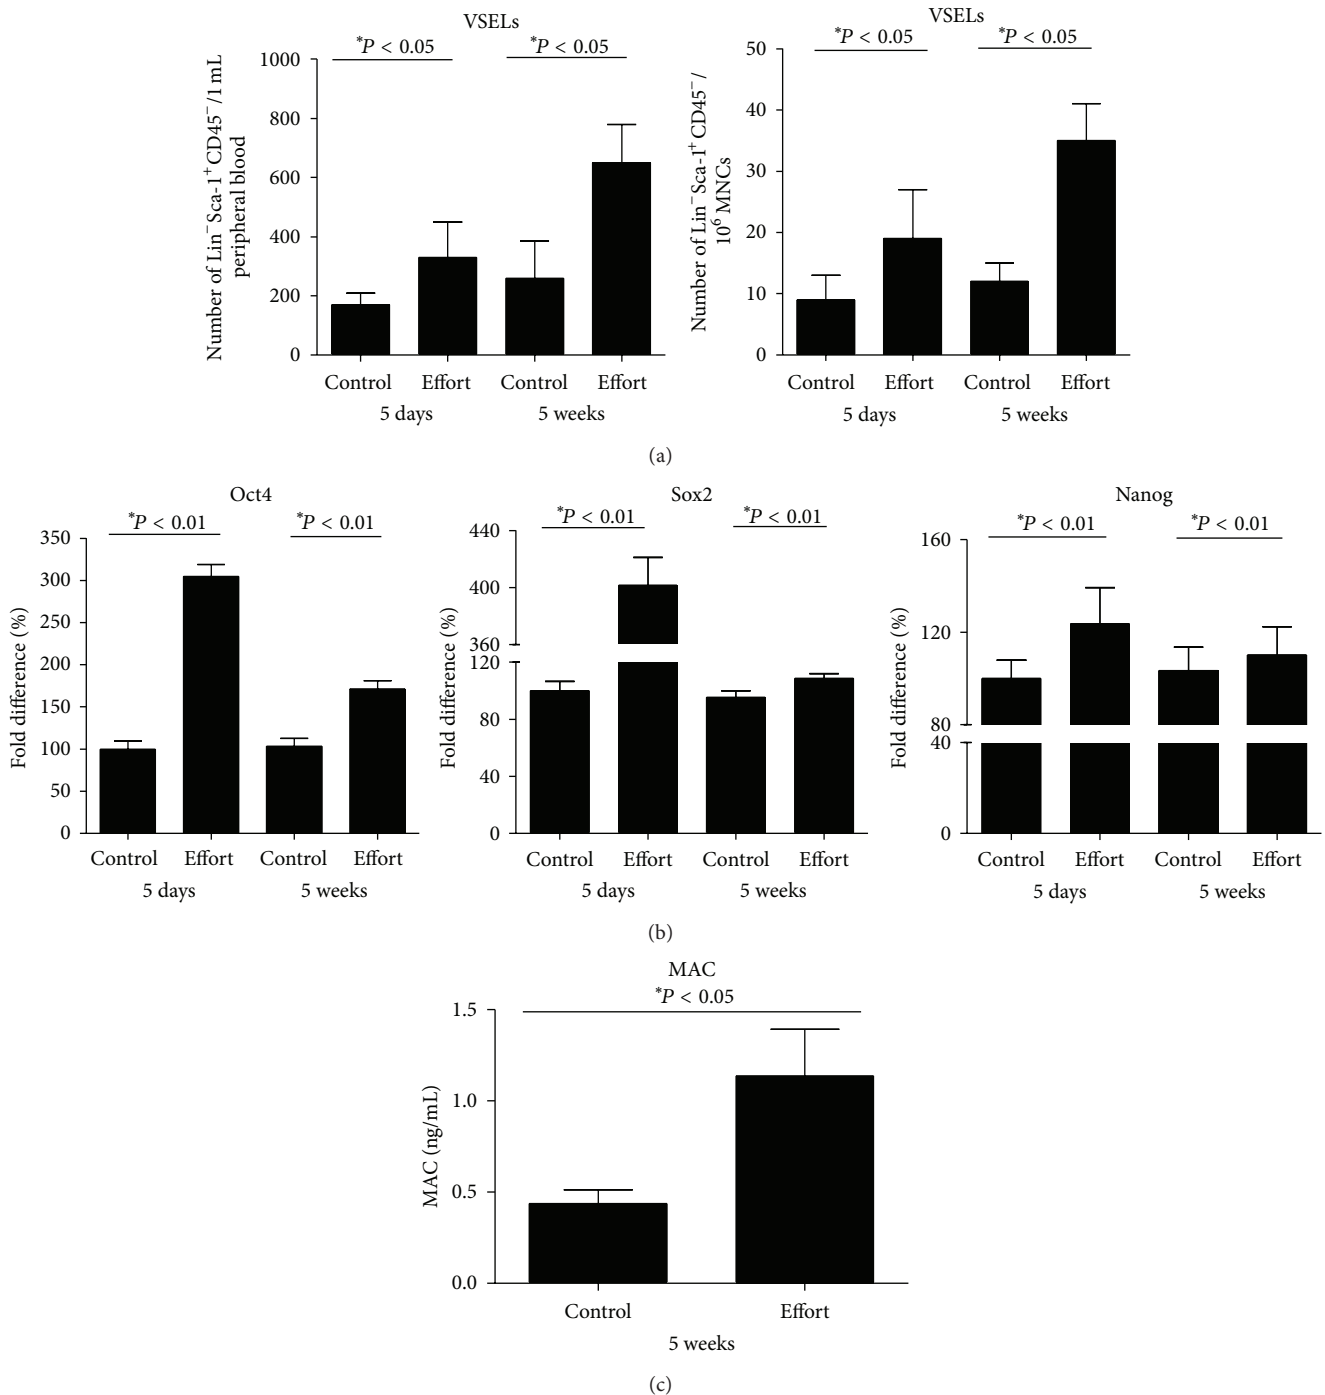 VSELs
*P < 0.05
*P < 0.05
Number of Lin⁻Sca-1⁺CD45⁻/1 mL
peripheral blood
1000
800
600
400
200
0
Control
Effort
Control
Effort
5 days
5 weeks
VSELs
*P < 0.05
*P < 0.05
Number of Lin⁻Sca-1⁺CD45⁻/
10⁶ MNCs
50
40
30
20
10
0
Control
Effort
Control
Effort
5 days
5 weeks
(a)
Oct4
*P < 0.01
*P < 0.01
Fold difference (%)
350
300
250
200
150
100
50
0
Control
Effort
Control
Effort
5 days
5 weeks
Sox2
*P < 0.01
*P < 0.01
Fold difference (%)
440
400
360
120
80
40
0
Control
Effort
Control
Effort
5 days
5 weeks
Nanog
*P < 0.01
*P < 0.01
Fold difference (%)
160
120
80
40
0
Control
Effort
Control
Effort
5 days
5 weeks
(b)
MAC
*P < 0.05
MAC (ng/mL)
1.5
1.0
0.5
0.0
Control
Effort
5 weeks
(c)